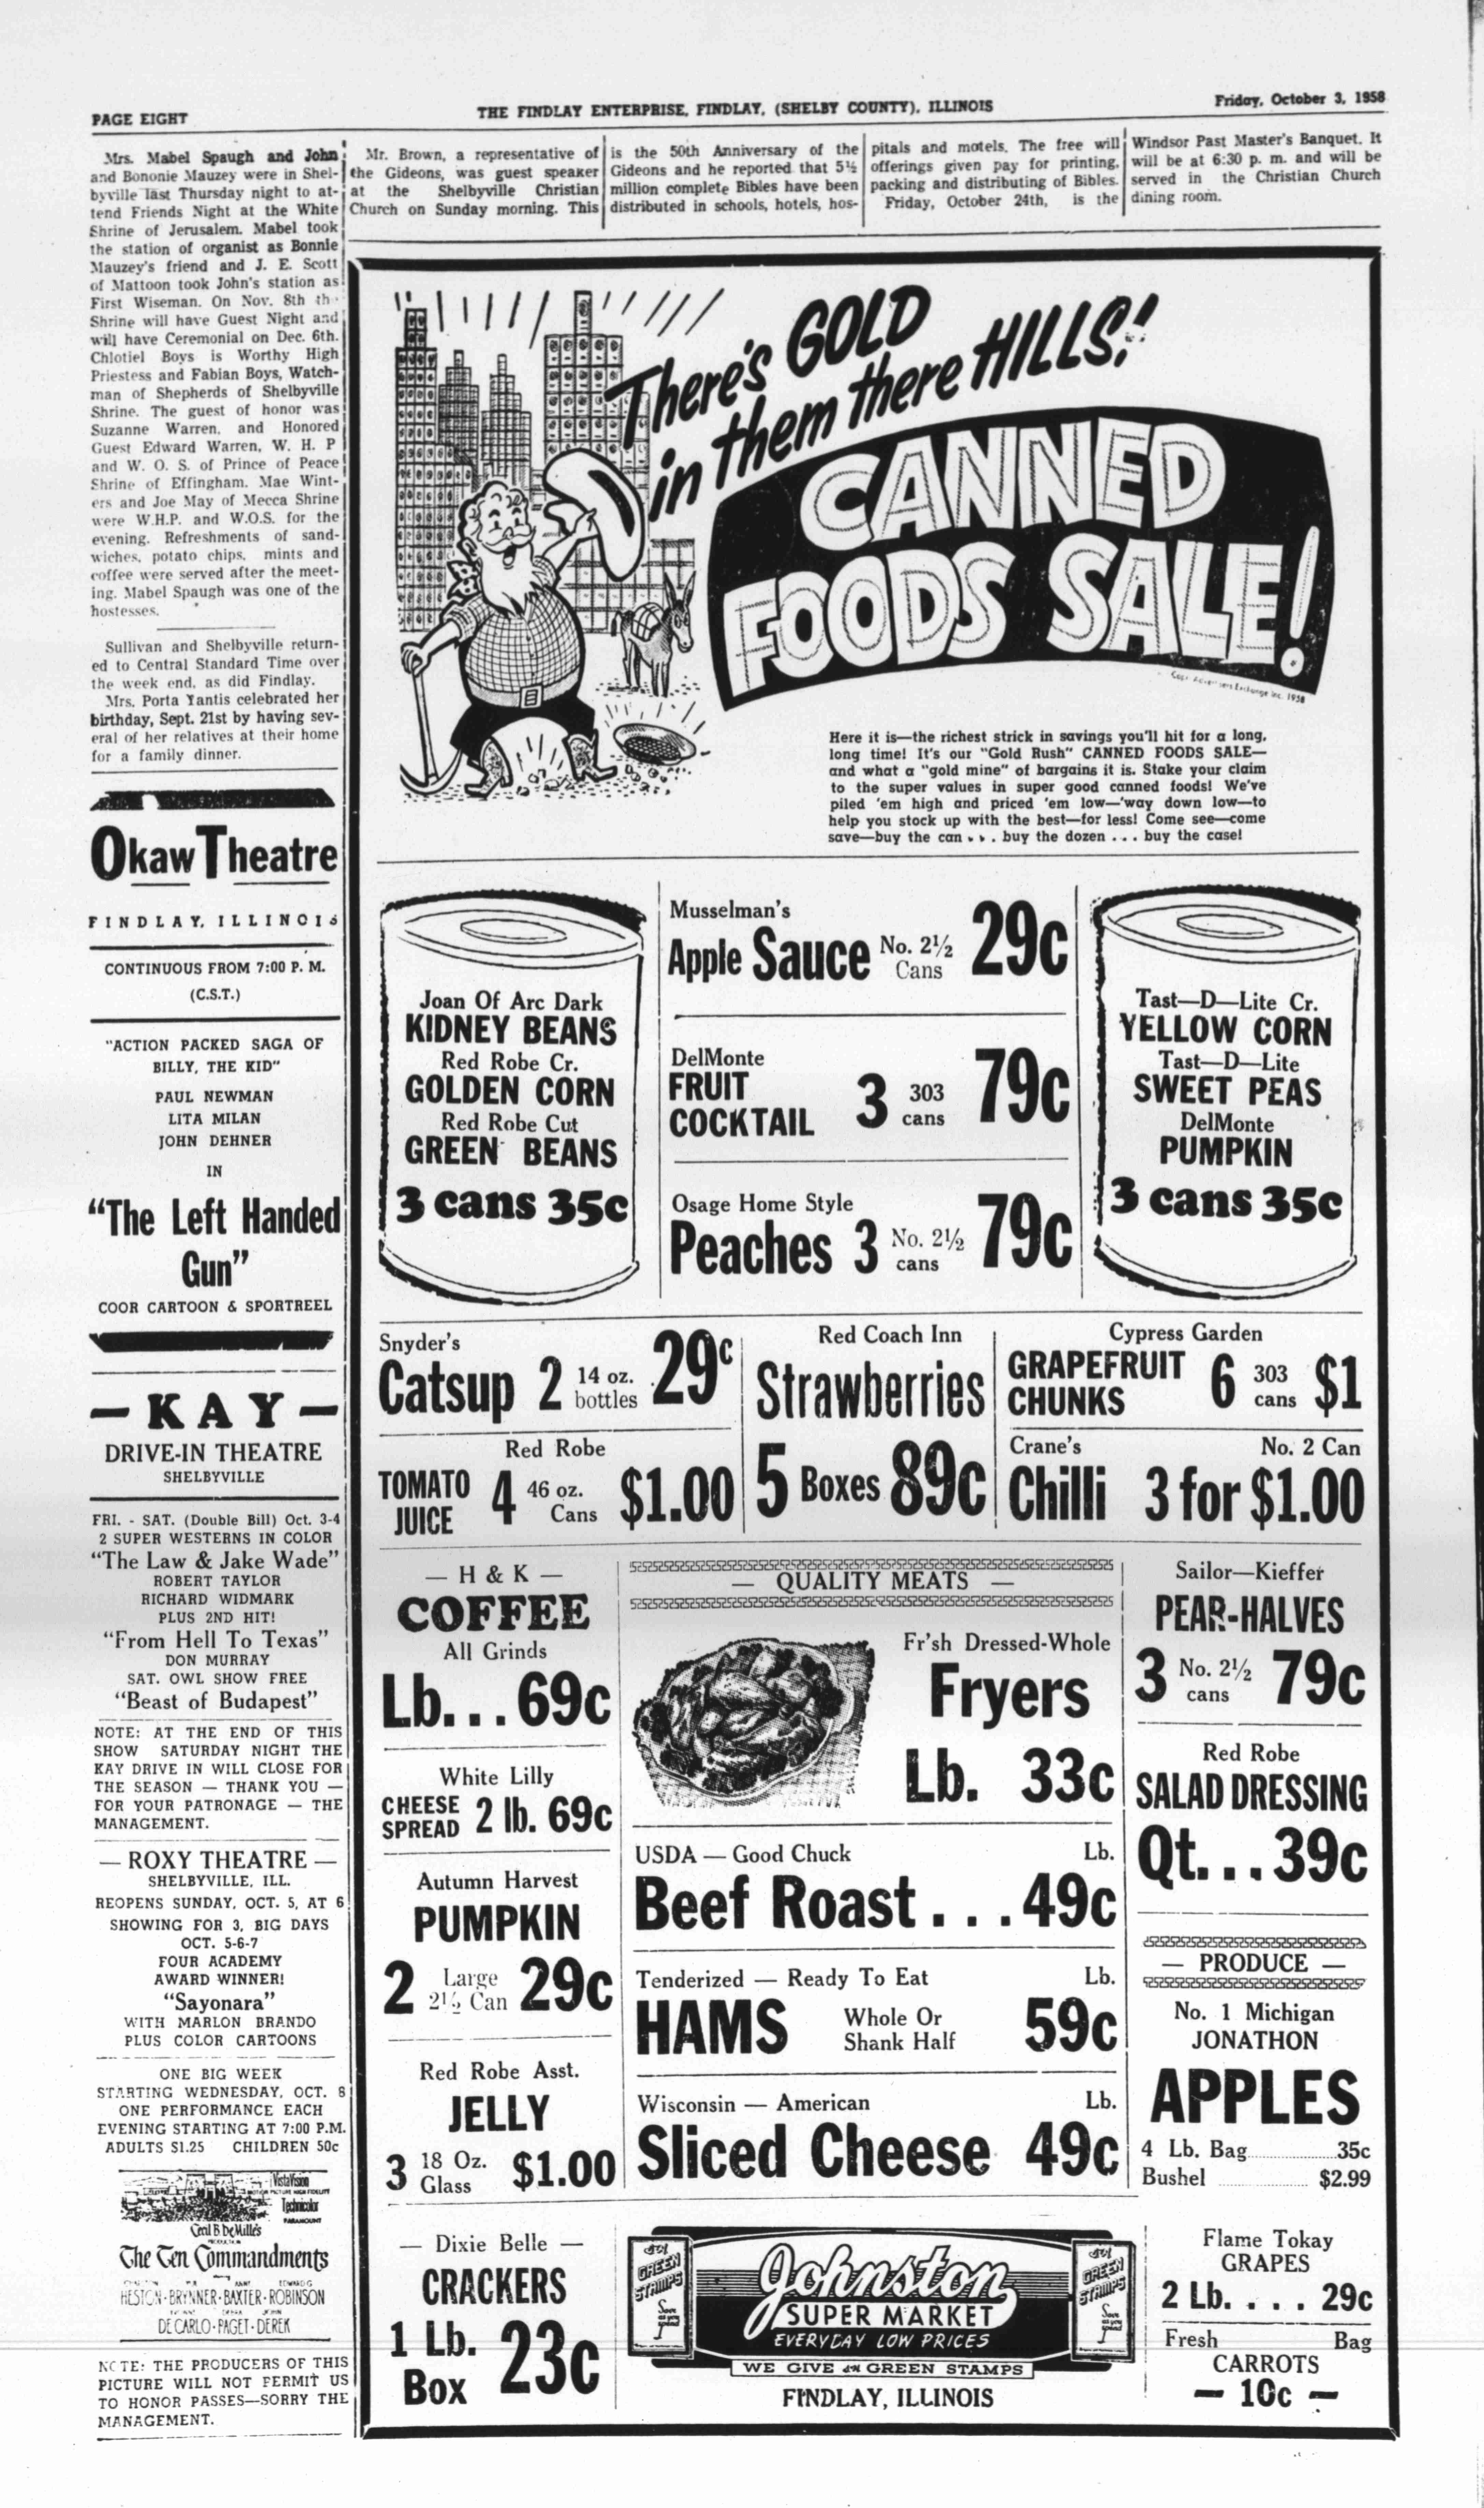 PAGE EIGHT
THE FINDLAY ENTERPRISE, FINDLAY, (SHELBY COUNTY), ILLINOIS
Friday, October 3, 1958
Mrs. Mabel Spaugh and John
and Bononie Mauzey were in Shel-
byville last Thursday night to at-
tend Friends Night at the White
Shrine of Jerusalem. Mabel took
the station of organist as Bonnie
Mauzey's friend and J. E. Scott
of Mattoon took John's station as
First Wiseman. On Nov. 8th th
Shrine will have Guest Night and
will have Ceremonial on Dec. 6th.
Chlotiel Boys is Worthy High
Priestess and Fabian Boys, Watch-
man of Shepherds of Shelbyville
Shrine. The guest of honor was
Suzanne Warren, and Honored
Guest Edward Warren, W. H. P
and W. O. S. of Prince of Peace
Shrine of Effingham. Mae Wint-
ers and Joe May of Mecca Shrine
were W.H.P. and W.O.S. for the
evening. Refreshments of sand-
wiches, potato chips, mints and
coffee were served after the meet-
ing. Mabel Spaugh was one of the
hostesses.
Sullivan and Shelbyville return-
ed to Central Standard Time over
the week end, as did Findlay.
Mrs. Porta Yantis celebrated her
birthday, Sept. 21st by having sev-
eral of her relatives at their home
for a family dinner.
Mr. Brown, a representative of
the Gideons, was guest speaker
at the Shelbyville Christian
Church on Sunday morning. This
is the 50th Anniversary of the
Gideons and he reported that 5½
million complete Bibles have been
distributed in schools, hotels, hos-
pitals and motels. The free will
offerings given pay for printing,
packing and distributing of Bibles.
Friday, October 24th, is the
Windsor Past Master's Banquet. It
will be at 6:30 p. m. and will be
served in the Christian Church
dining room.
Okaw Theatre
FINDLAY, ILLINOIS
CONTINUOUS FROM 7:00 P. M.
(C.S.T.)
"ACTION PACKED SAGA OF
BILLY, THE KID"
PAUL NEWMAN
LITA MILAN
JOHN DEHNER
IN
"The Left Handed
Gun"
COOR CARTOON & SPORTREEL
— KAY —
DRIVE-IN THEATRE
SHELBYVILLE
FRI. - SAT. (Double Bill) Oct. 3-4
2 SUPER WESTERNS IN COLOR
"The Law & Jake Wade"
ROBERT TAYLOR
RICHARD WIDMARK
PLUS 2ND HIT!
"From Hell To Texas"
DON MURRAY
SAT. OWL SHOW FREE
"Beast of Budapest"
NOTE: AT THE END OF THIS
SHOW SATURDAY NIGHT THE
KAY DRIVE IN WILL CLOSE FOR
THE SEASON — THANK YOU —
FOR YOUR PATRONAGE — THE
MANAGEMENT.
— ROXY THEATRE —
SHELBYVILLE, ILL.
REOPENS SUNDAY, OCT. 5, AT 6
SHOWING FOR 3, BIG DAYS
OCT. 5-6-7
FOUR ACADEMY
AWARD WINNER!
"Sayonara"
WITH MARLON BRANDO
PLUS COLOR CARTOONS
ONE BIG WEEK
STARTING WEDNESDAY, OCT. 8
ONE PERFORMANCE EACH
EVENING STARTING AT 7:00 P.M.
ADULTS $1.25 CHILDREN 50c
VistaVision
MOTION PICTURE HIGH FIDELITY
Technicolor
PARAMOUNT
Cecil B. DeMille's
PRODUCTION
The Ten Commandments
HESTON · BRYNNER · BAXTER · ROBINSON
DE CARLO · PAGET · DEREK
NOTE: THE PRODUCERS OF THIS
PICTURE WILL NOT PERMIT US
TO HONOR PASSES—SORRY THE
MANAGEMENT.
There's GOLD
in them there HILLS!
CANNED
FOODS SALE!
Copr. Advertisers Exchange Inc. 1958
Here it is—the richest strick in savings you'll hit for a long,
long time! It's our "Gold Rush" CANNED FOODS SALE—
and what a "gold mine" of bargains it is. Stake your claim
to the super values in super good canned foods! We've
piled 'em high and priced 'em low—'way down low—to
help you stock up with the best—for less! Come see—come
save—buy the can . . . buy the dozen . . . buy the case!
Joan Of Arc Dark
KIDNEY BEANS
Red Robe Cr.
GOLDEN CORN
Red Robe Cut
GREEN BEANS
3 cans 35c
Musselman's
Apple Sauce No. 2½ Cans 29c
DelMonte
FRUIT
COCKTAIL 3 303 cans 79c
Osage Home Style
Peaches 3 No. 2½ cans 79c
Tast—D—Lite Cr.
YELLOW CORN
Tast—D—Lite
SWEET PEAS
DelMonte
PUMPKIN
3 cans 35c
Snyder's
Catsup 2 14 oz. bottles 29c
Red Robe
TOMATO
JUICE 4 46 oz. Cans $1.00
Red Coach Inn
Strawberries
5 Boxes 89c
Cypress Garden
GRAPEFRUIT
CHUNKS 6 303 cans $1
Crane's No. 2 Can
Chilli 3 for $1.00
— H & K —
COFFEE
All Grinds
Lb. . . 69c
White Lilly
CHEESE
SPREAD 2 lb. 69c
Autumn Harvest
PUMPKIN
2 Large 2½ Can 29c
Red Robe Asst.
JELLY
3 18 Oz. Glass $1.00
— Dixie Belle —
CRACKERS
1 Lb.
Box 23c
— QUALITY MEATS —
Fr'sh Dressed-Whole
Fryers
Lb. 33c
USDA — Good Chuck Lb.
Beef Roast . . . 49c
Tenderized — Ready To Eat Lb.
HAMS Whole Or Shank Half 59c
Wisconsin — American Lb.
Sliced Cheese 49c
Sailor—Kieffer
PEAR-HALVES
3 No. 2½ cans 79c
Red Robe
SALAD DRESSING
Qt. . . 39c
— PRODUCE —
No. 1 Michigan
JONATHON
APPLES
4 Lb. Bag 35c
Bushel $2.99
Flame Tokay
GRAPES
2 Lb. . . . . 29c
Fresh Bag
CARROTS
— 10c —
S&H
GREEN
STAMPS
Save
as you
spend
Johnston
SUPER MARKET
EVERYDAY LOW PRICES
S&H
GREEN
STAMPS
Save
as you
spend
WE GIVE S&H GREEN STAMPS
FINDLAY, ILLINOIS